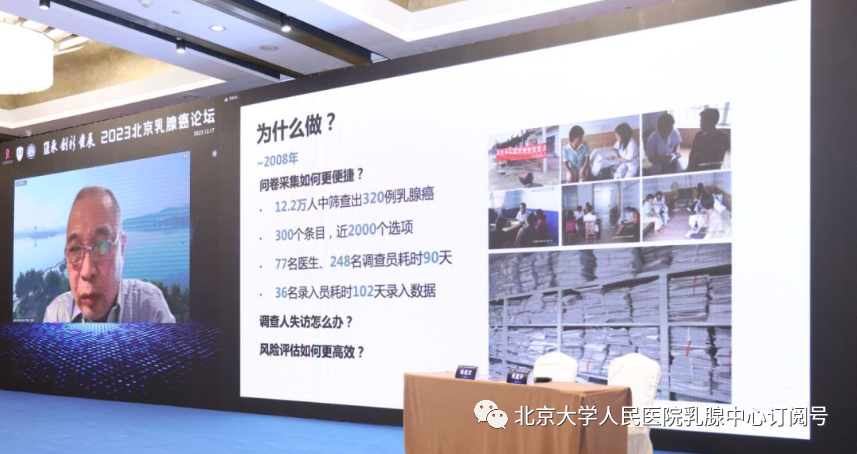 2023北京乳腺癌论坛
2023.12.17
为什么做？
~2008年
问卷采集如何更便捷？
· 12.2万人中筛查出320例乳腺癌
· 300个条目，近2000个选项
· 77名医生、248名调查员耗时90天
· 36名录入员耗时102天录入数据
调查人失访怎么办？
风险评估如何更高效？
北京大学人民医院乳腺中心订阅号